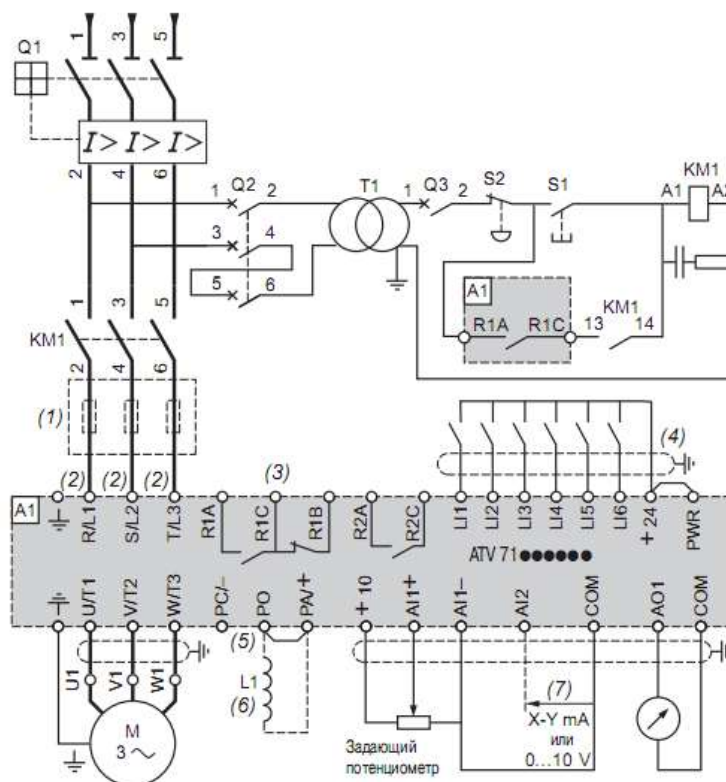 1 3 5
Q1
I> I> I>
2 4 6
1 Q2 2
T1
1 Q3 2
S2
S1
KM1
A1 A2
3 4
5 6
A1
R1A R1C
KM1
13 14
1 3 5
KM1
2 4 6
(1)
(2) (2) (2)
(3)
(4)
A1
R/L1
S/L2
T/L3
R1A
R1C
R1B
R2A
R2C
LI1
LI2
LI3
LI4
LI5
LI6
+24
PWR
ATV 71●●●●●●
U/T1
V/T2
W/T3
PC/–
PO
PA/+
+10
AI1+
AI1–
AI2
COM
AO1
COM
(5)
U1
V1
W1
L1
(6)
(7)
X-Y mA
или
0...10 V
M
3 ~
Задающий
потенциометр